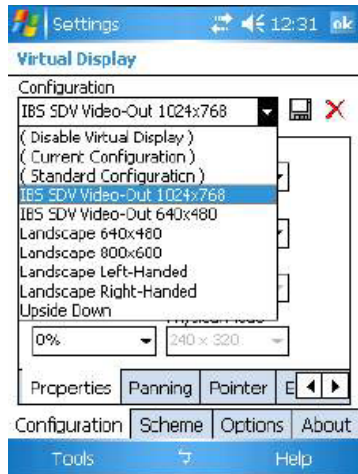 Settings 12:31 ok
Virtual Display
Configuration
IBS SDV Video-Out 1024x768
( Disable Virtual Display )
( Current Configuration )
( Standard Configuration )
IBS SDV Video-Out 1024x768
IBS SDV Video-Out 640x480
Landscape 640x480
Landscape 800x600
Landscape Left-Handed
Landscape Right-Handed
Upside Down
0% 240 x 320
Properties Panning Pointer E
Configuration Scheme Options About
Tools Help